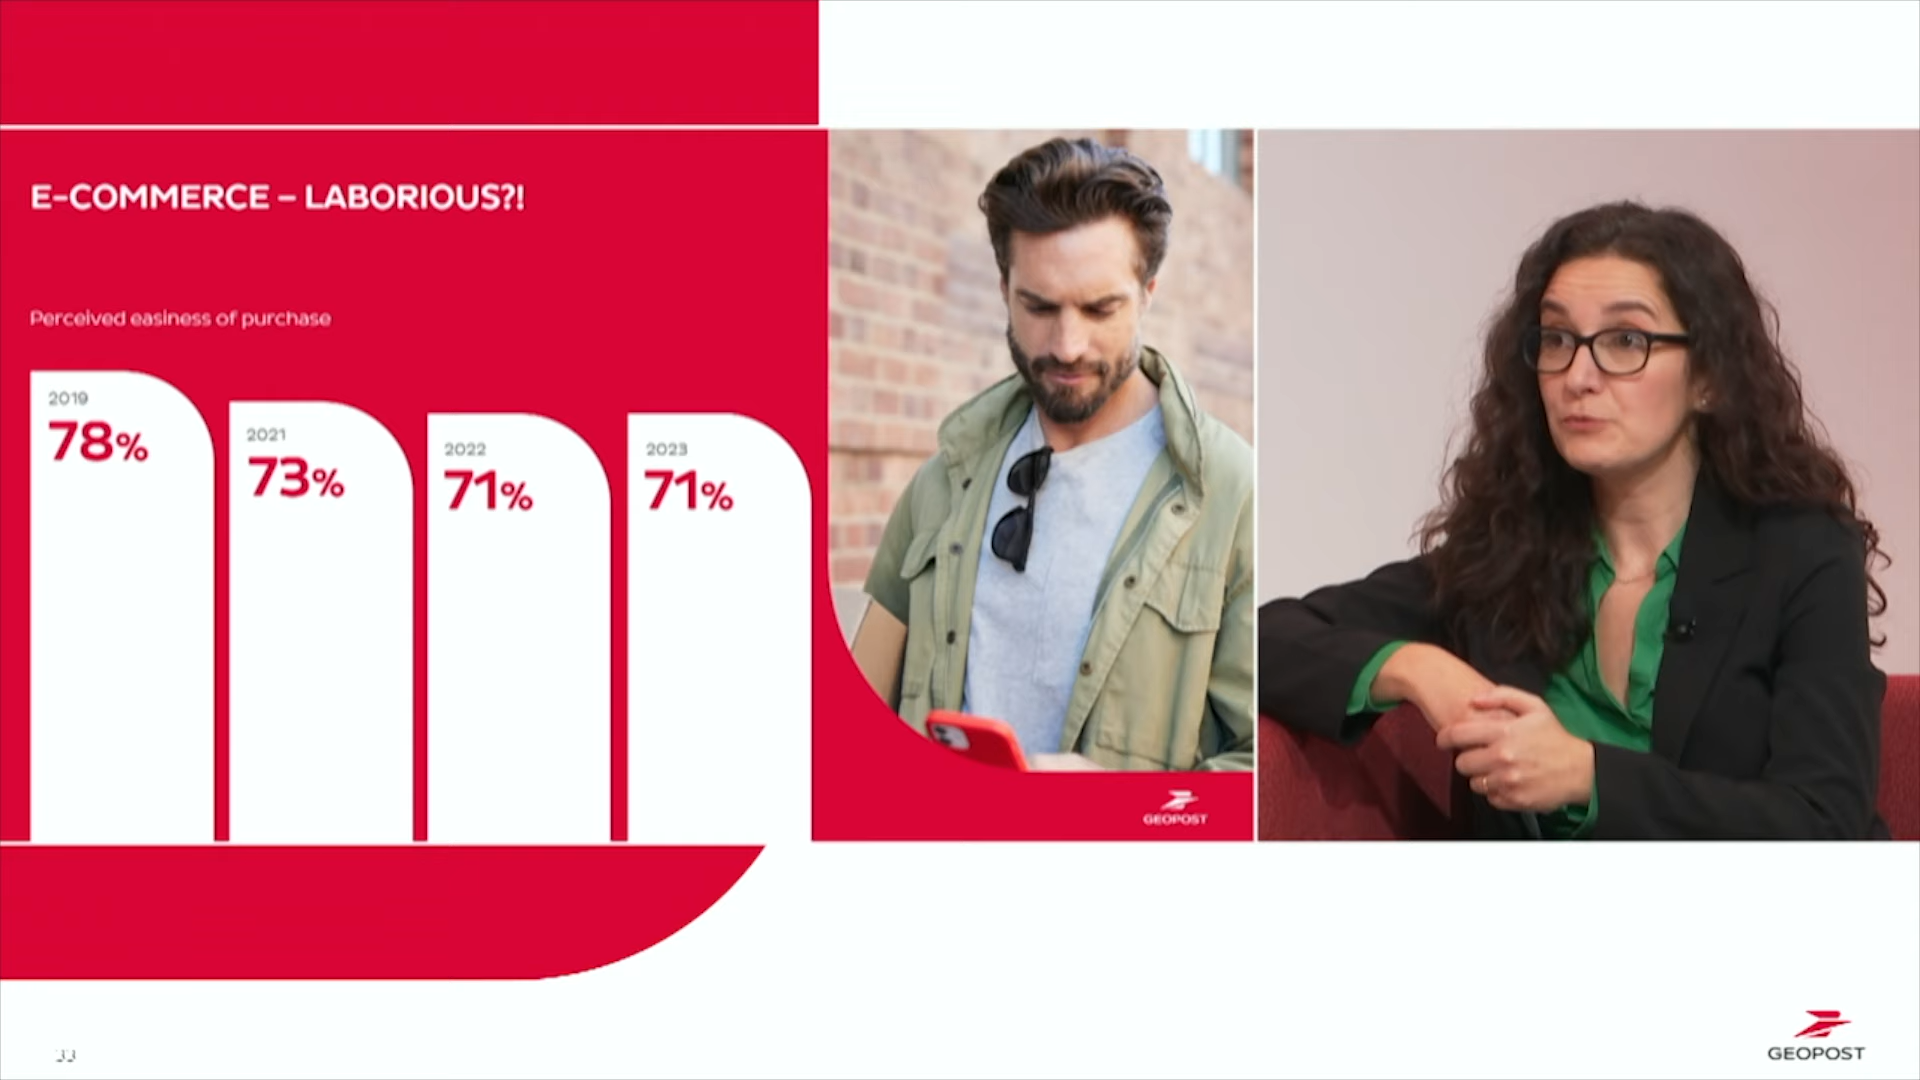 E-COMMERCE – LABORIOUS?!
Perceived easiness of purchase
2019
78%
2021
73%
2022
71%
2023
71%
GEOPOST
GEOPOST